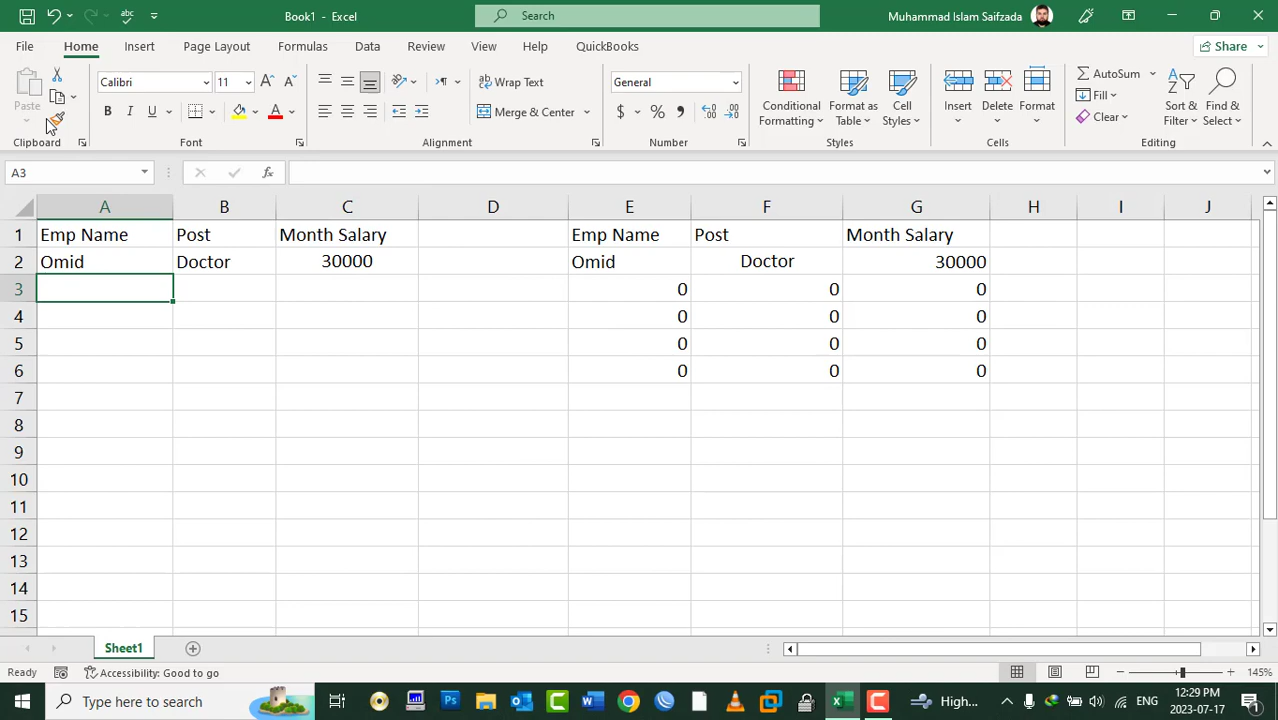 Book1 - Excel
Search
Muhammad Islam Saifzada
File Home Insert Page Layout Formulas Data Review View Help QuickBooks
Share
Paste
Calibri 11
B I U A
Wrap Text
Merge & Center
General
$ %
Conditional Formatting
Format as Table
Cell Styles
Insert
Delete
Format
AutoSum
Fill
Clear
Sort & Filter
Find & Select
Clipboard Font Alignment Number Styles Cells Editing
A3 fx
A B C D E F G H I J
1 Emp Name Post Month Salary Emp Name Post Month Salary
2 Omid Doctor 30000 Omid Doctor 30000
3 0 0 0
4 0 0 0
5 0 0 0
6 0 0 0
7
8
9
10
11
12
13
14
15
Sheet1
Ready Accessibility: Good to go 145%
Type here to search
High...
ENG
12:29 PM
2023-07-17
1